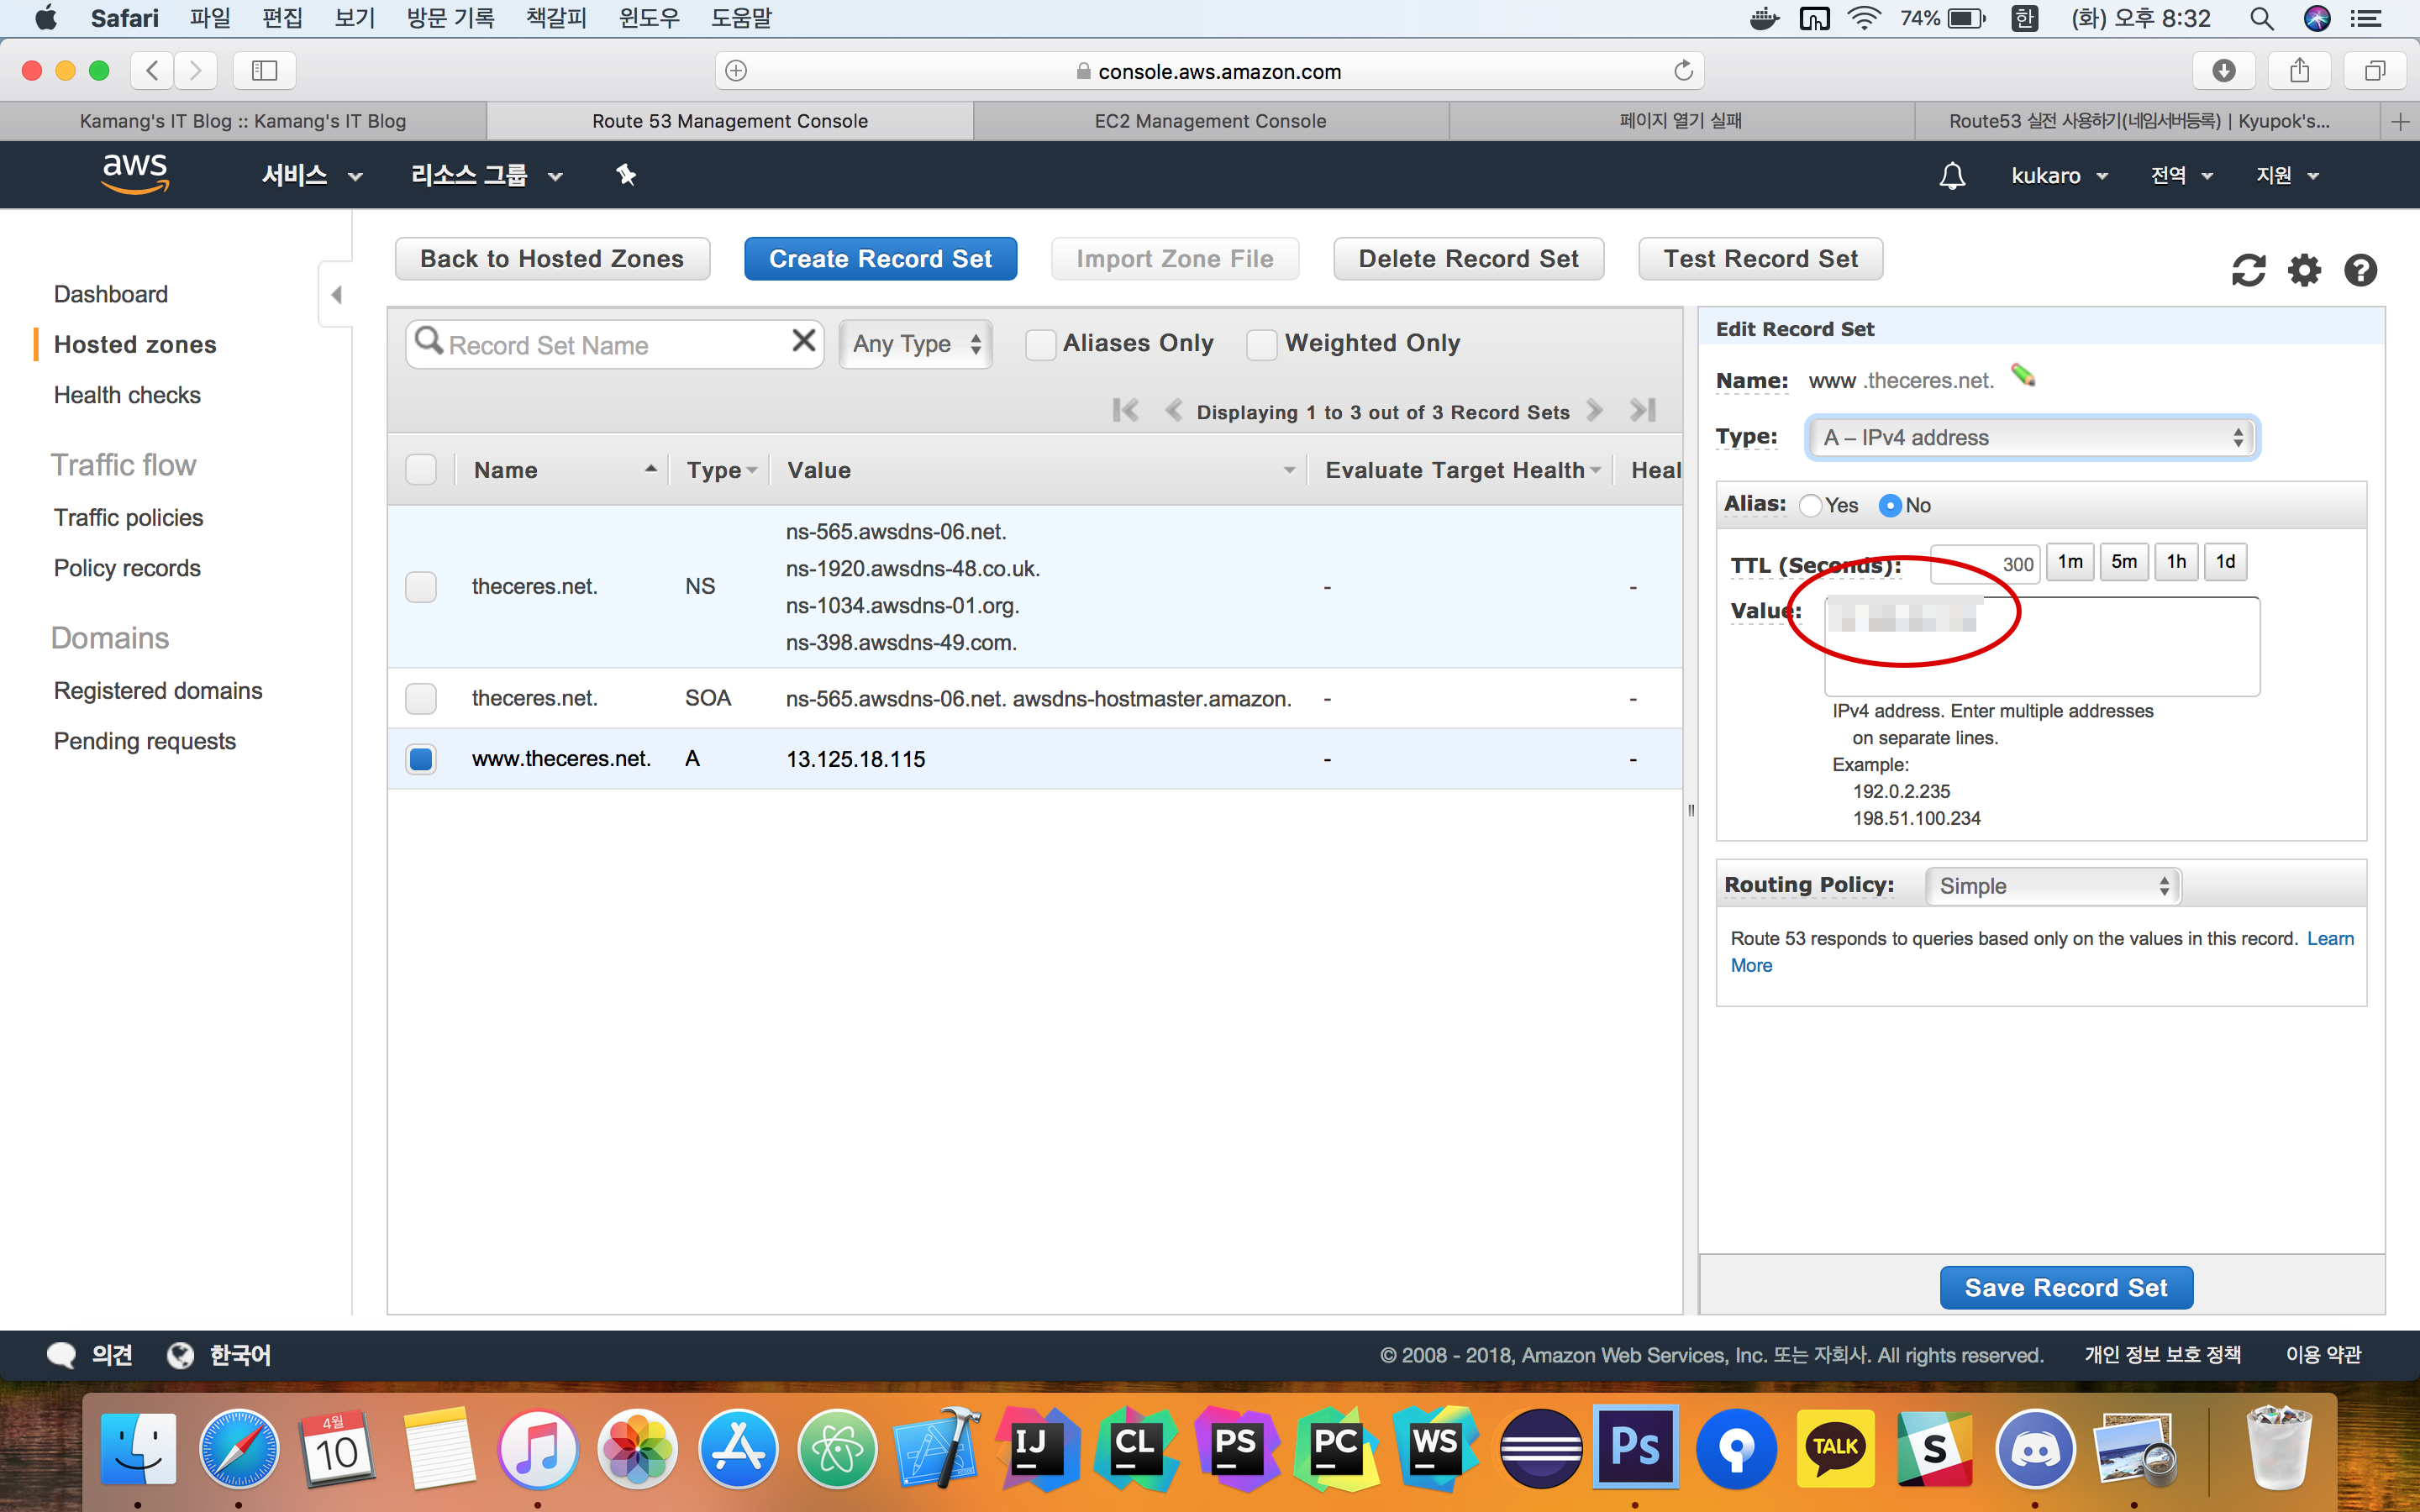 Safari 파일 편집 보기 방문 기록 책갈피 윈도우 도움말 74% 한 (화) 오후 8:32
console.aws.amazon.com
Kamang's IT Blog :: Kamang's IT Blog
Route 53 Management Console
EC2 Management Console
페이지 열기 실패
Route53 실전 사용하기(네임서버등록) | Kyupok's...
aws 서비스 리소스 그룹 kukaro 전역 지원
Dashboard
Hosted zones
Health checks
Traffic flow
Traffic policies
Policy records
Domains
Registered domains
Pending requests
Back to Hosted Zones Create Record Set Import Zone File Delete Record Set Test Record Set
Record Set Name Any Type Aliases Only Weighted Only
Displaying 1 to 3 out of 3 Record Sets
Name Type Value Evaluate Target Health Heal
theceres.net. NS ns-565.awsdns-06.net.
ns-1920.awsdns-48.co.uk.
ns-1034.awsdns-01.org.
ns-398.awsdns-49.com.
- -
theceres.net. SOA ns-565.awsdns-06.net. awsdns-hostmaster.amazon. - -
www.theceres.net. A 13.125.18.115 - -
Edit Record Set
Name: www .theceres.net.
Type: A – IPv4 address
Alias: Yes No
TTL (Seconds): 300 1m 5m 1h 1d
Value:
IPv4 address. Enter multiple addresses
on separate lines.
Example:
192.0.2.235
198.51.100.234
Routing Policy: Simple
Route 53 responds to queries based only on the values in this record. Learn
More
Save Record Set
의견 한국어 © 2008 - 2018, Amazon Web Services, Inc. 또는 자회사. All rights reserved. 개인 정보 보호 정책 이용 약관
4월
10
IJ CL PS PC WS Ps TALK S